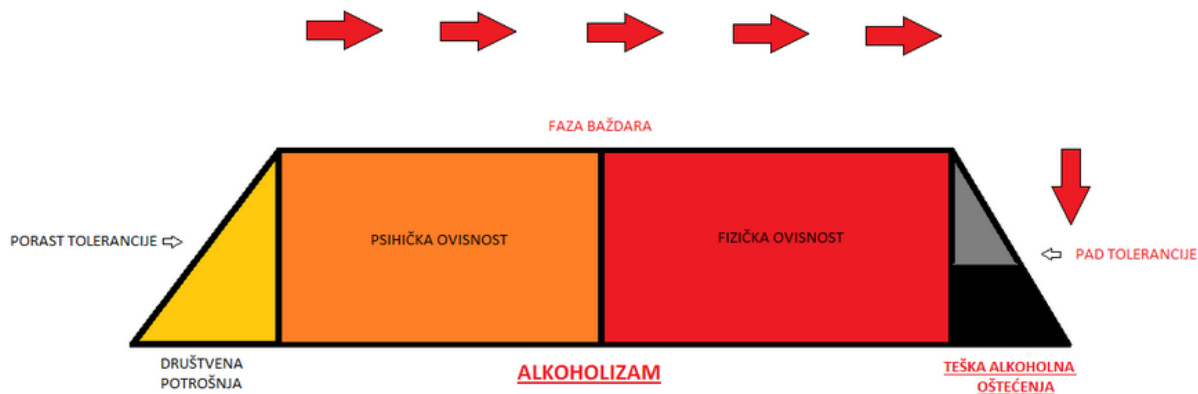 FAZA BAŽDARA
PORAST TOLERANCIJE
PSIHIČKA OVISNOST
FIZIČKA OVISNOST
PAD TOLERANCIJE
DRUŠTVENA
POTROŠNJA
ALKOHOLIZAM
TEŠKA ALKOHOLNA
OŠTEĆENJA